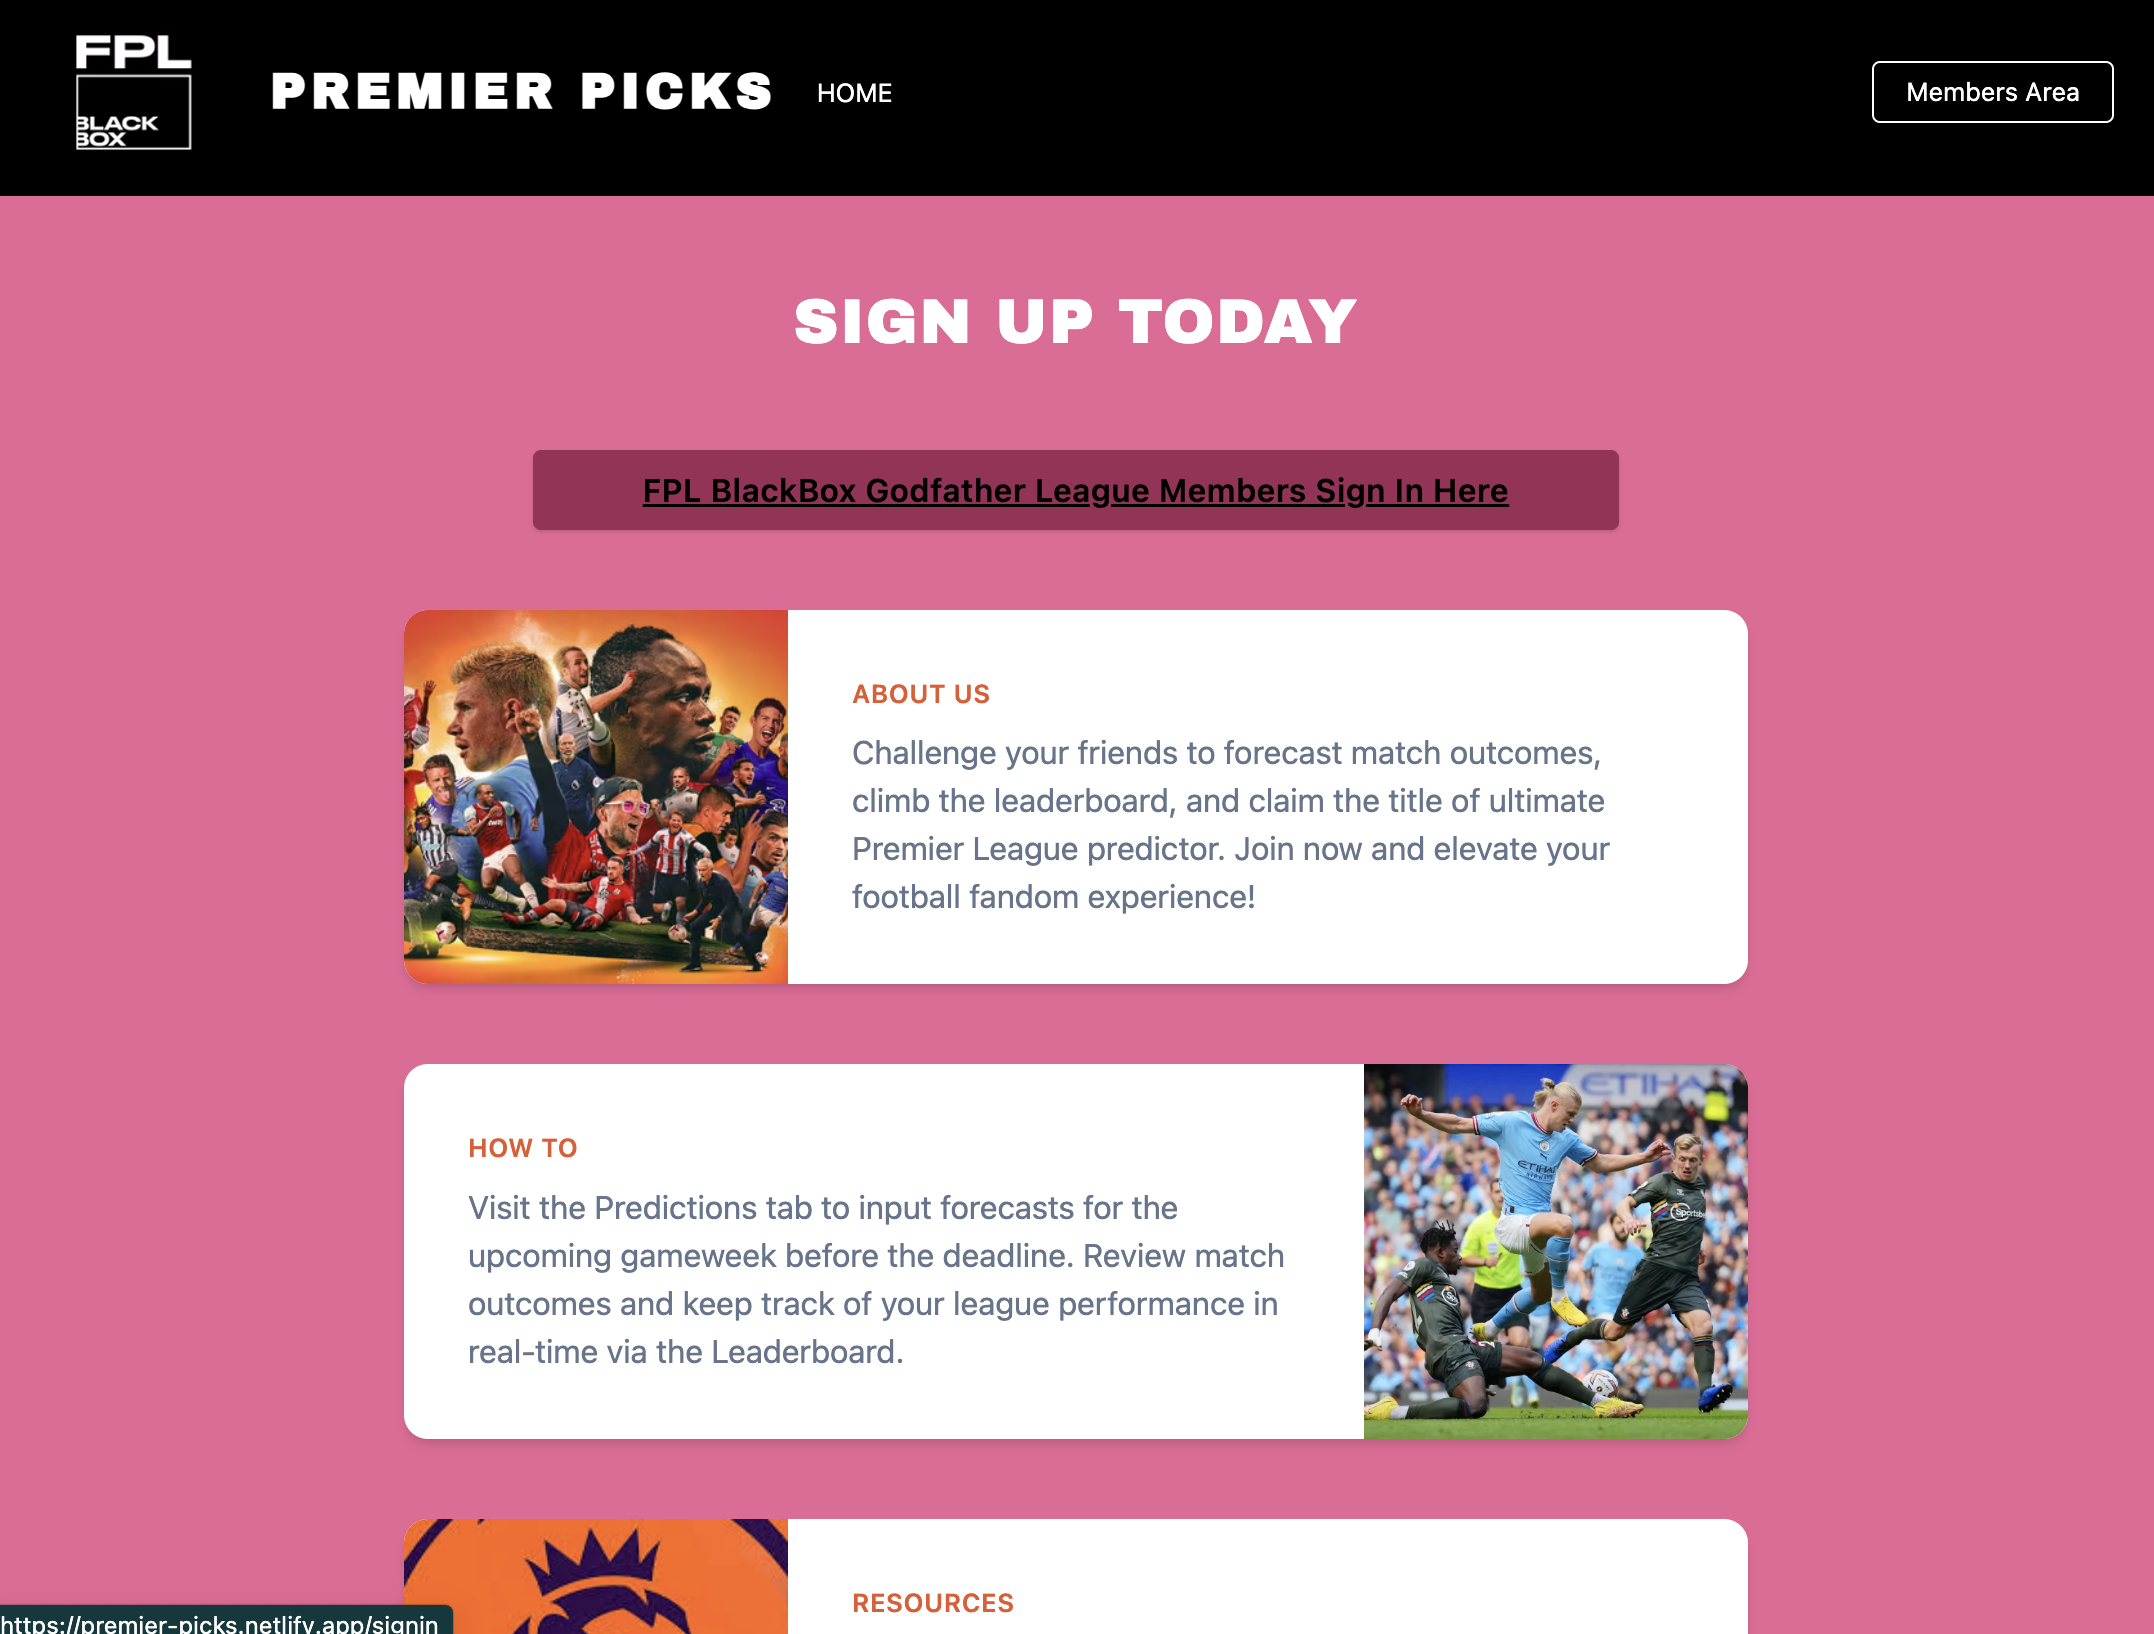 FPL
BLACK
BOX
PREMIER PICKS
HOME
Members Area
SIGN UP TODAY
FPL BlackBox Godfather League Members Sign In Here
ABOUT US
Challenge your friends to forecast match outcomes,
climb the leaderboard, and claim the title of ultimate
Premier League predictor. Join now and elevate your
football fandom experience!
HOW TO
Visit the Predictions tab to input forecasts for the
upcoming gameweek before the deadline. Review match
outcomes and keep track of your league performance in
real-time via the Leaderboard.
ETIHA
ETIHAD
RESOURCES
https://premier-picks.netlify.app/signin